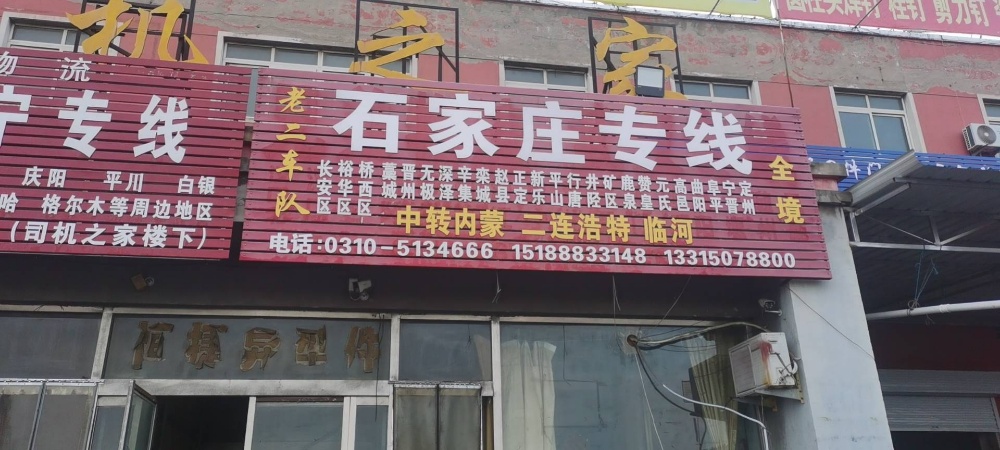 机之家
物流
宁专线
庆阳 平川 白银
哈 格尔木等周边地区
(司机之家楼下)
老二车队
石家庄专线
全境
长安区 裕华区 桥西区 藁城 晋州 无极 深泽 辛集 栾城 赵县 正定 新乐 平山 行唐 井陉 矿区 鹿泉 赞皇 元氏 高邑 曲阳 阜平 宁晋 定州
中转内蒙 二连浩特 临河
电话:0310-5134666 15188833148 13315078800
异型件